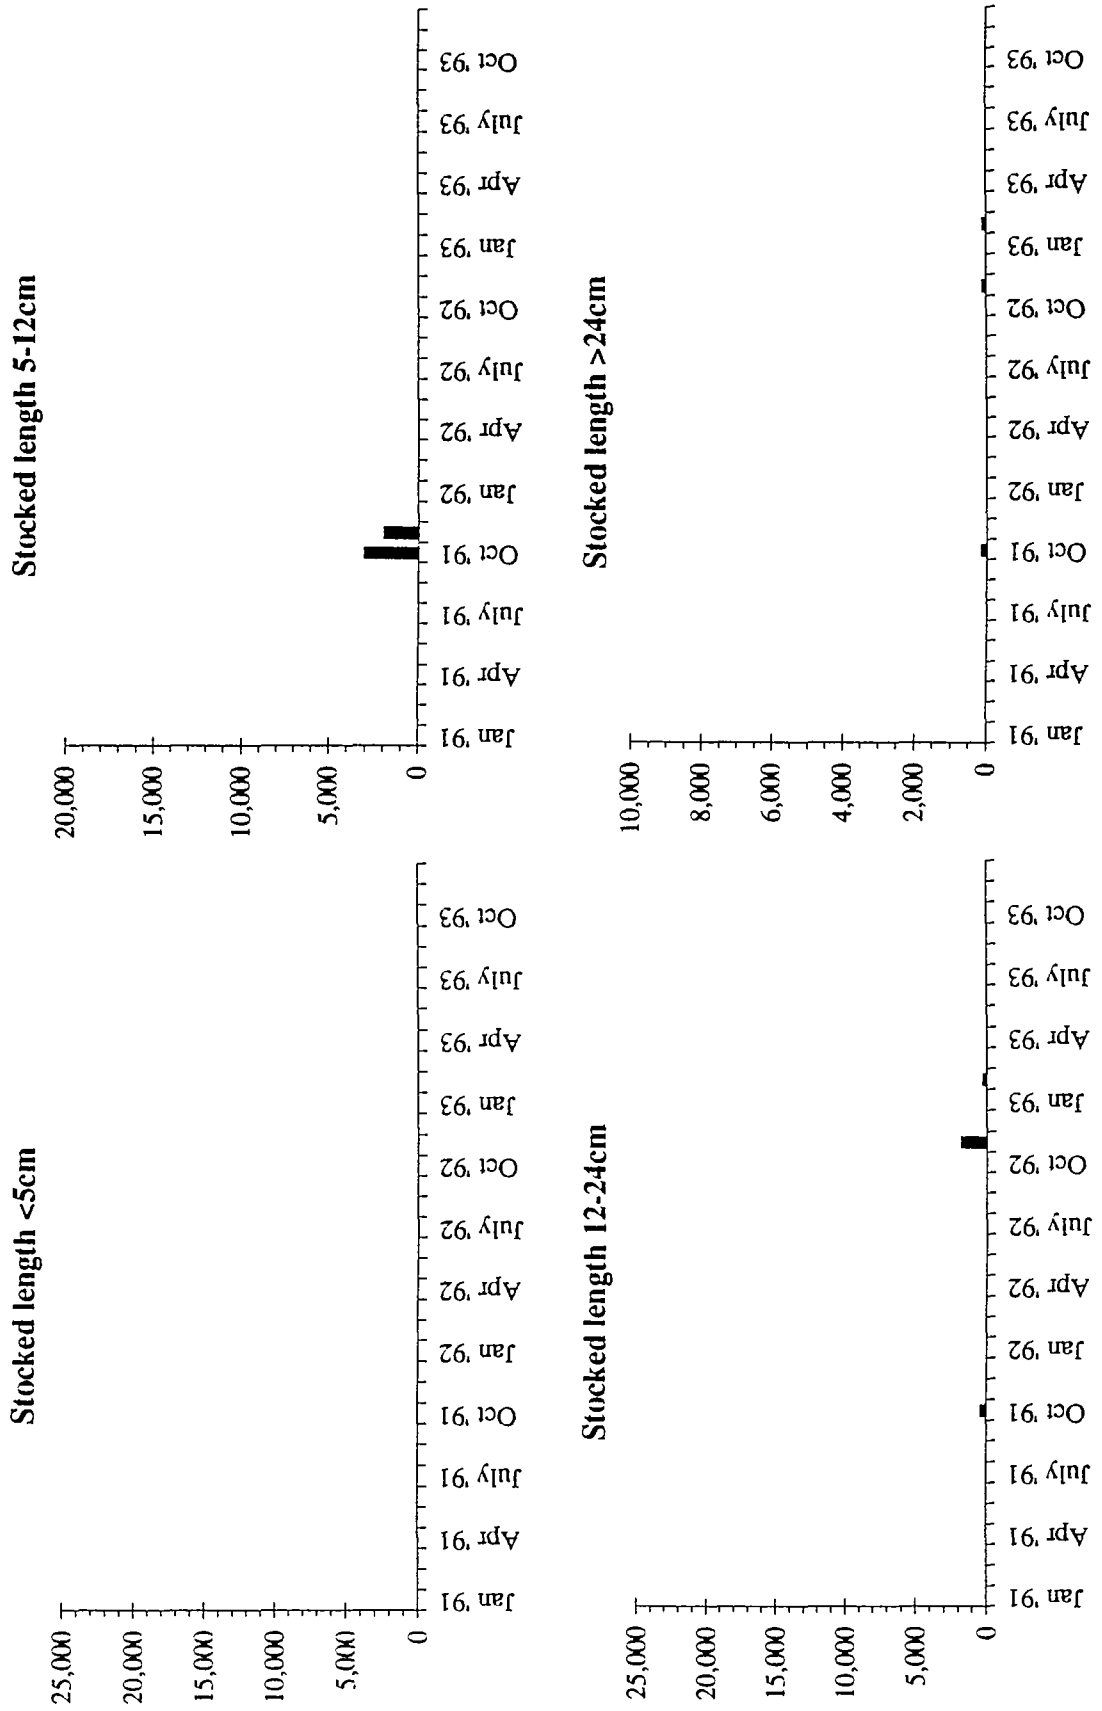 Stocked length <5cm
25,000
20,000
15,000
10,000
5,000
0
Jan '91
Apr '91
July '91
Oct '91
Jan '92
Apr '92
July '92
Oct '92
Jan '93
Apr '93
July '93
Oct '93
Stocked length 5-12cm
20,000
15,000
10,000
5,000
0
Jan '91
Apr '91
July '91
Oct '91
Jan '92
Apr '92
July '92
Oct '92
Jan '93
Apr '93
July '93
Oct '93
Stocked length 12-24cm
25,000
20,000
15,000
10,000
5,000
0
Jan '91
Apr '91
July '91
Oct '91
Jan '92
Apr '92
July '92
Oct '92
Jan '93
Apr '93
July '93
Oct '93
Stocked length >24cm
10,000
8,000
6,000
4,000
2,000
0
Jan '91
Apr '91
July '91
Oct '91
Jan '92
Apr '92
July '92
Oct '92
Jan '93
Apr '93
July '93
Oct '93